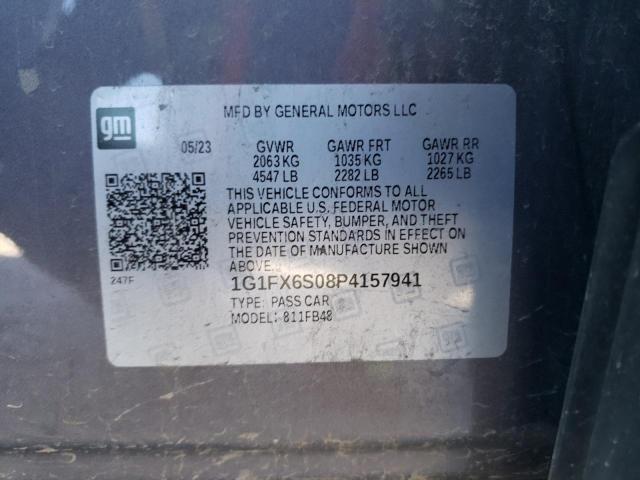 gm
MFD BY GENERAL MOTORS LLC
05/23 GVWR GAWR FRT GAWR RR
2063 KG 1035 KG 1027 KG
4547 LB 2282 LB 2265 LB
THIS VEHICLE CONFORMS TO ALL
APPLICABLE U.S. FEDERAL MOTOR
VEHICLE SAFETY, BUMPER, AND THEFT
PREVENTION STANDARDS IN EFFECT ON
THE DATE OF MANUFACTURE SHOWN
ABOVE.
247F
1G1FX6S08P4157941
TYPE: PASS CAR
MODEL: 811FB48